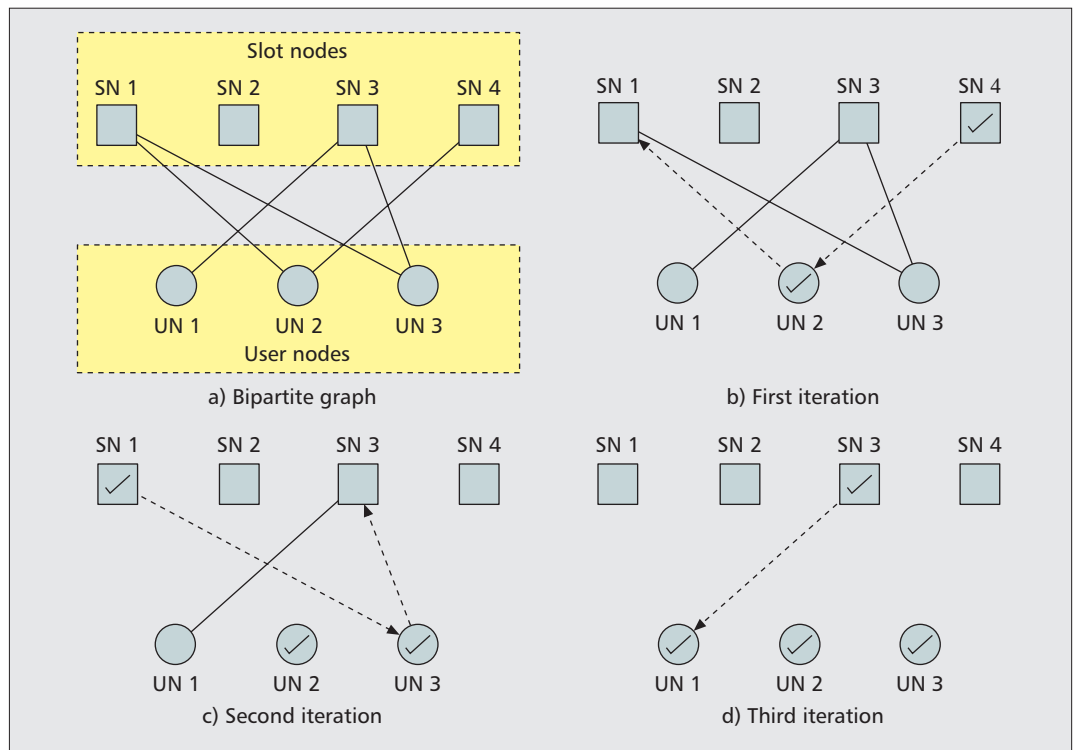 Slot nodes
SN 1 SN 2 SN 3 SN 4
UN 1 UN 2 UN 3
User nodes
a) Bipartite graph
SN 1 SN 2 SN 3 SN 4
UN 1 UN 2 UN 3
b) First iteration
SN 1 SN 2 SN 3 SN 4
UN 1 UN 2 UN 3
c) Second iteration
SN 1 SN 2 SN 3 SN 4
UN 1 UN 2 UN 3
d) Third iteration